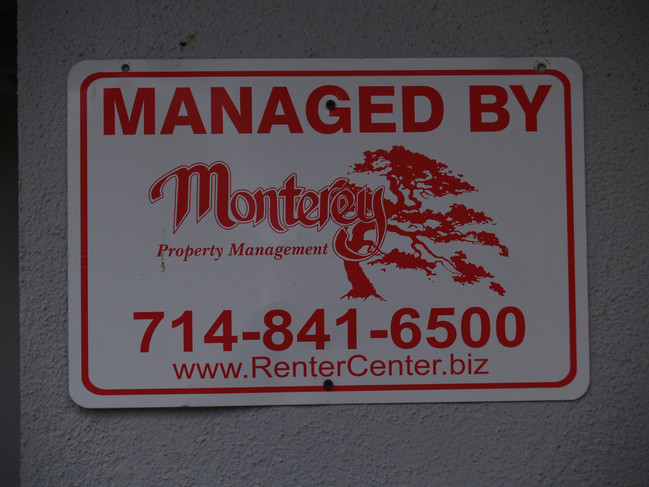 MANAGED BY
Monterey
Property Management
714-841-6500
www.RenterCenter.biz